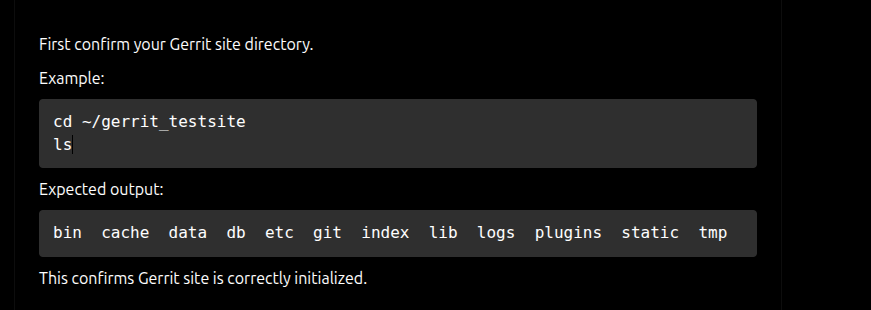 First confirm your Gerrit site directory.
Example:
cd ~/gerrit_testsite
ls
Expected output:
bin  cache  data  db  etc  git  index  lib  logs  plugins  static  tmp
This confirms Gerrit site is correctly initialized.